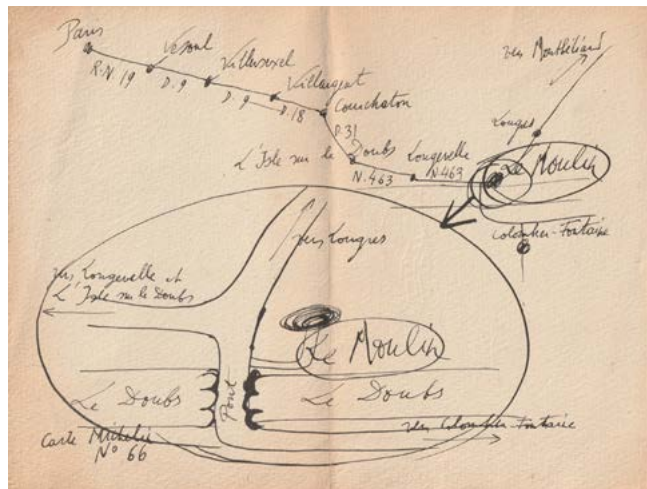 Paris
Vesoul
Villersexel
Villargent
Courchaton
R.N. 19
D.9
D.9
D.18
D.31
vers Montbéliard
Lougres
L'Isle sur le Doubs
Longevelle
N.463
N.463
Le Moulin
Colombier-Fontaine
vers Lougres
vers Longevelle et
L'Isle sur le Doubs
Le Moulin
Le Doubs
Pont
Le Doubs
vers Colombier-Fontaine
Carte Michelin
N° 66